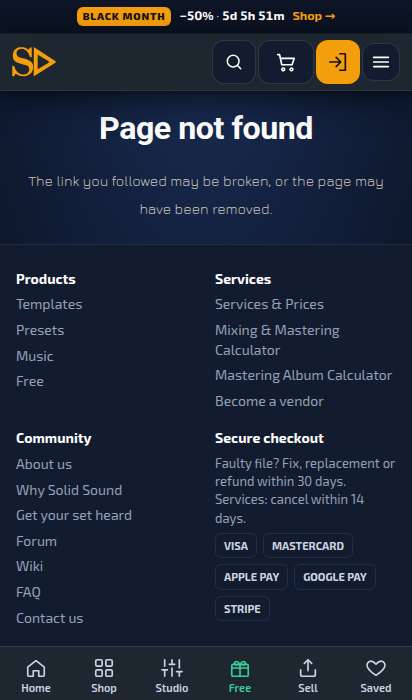 BLACK MONTH −50% · 5d 5h 51m Shop →
S
Page not found
The link you followed may be broken, or the page may
have been removed.
Products
Templates
Presets
Music
Free
Services
Services & Prices
Mixing & Mastering
Calculator
Mastering Album Calculator
Become a vendor
Community
About us
Why Solid Sound
Get your set heard
Forum
Wiki
FAQ
Contact us
Secure checkout
Faulty file? Fix, replacement or
refund within 30 days.
Services: cancel within 14
days.
VISA MASTERCARD
APPLE PAY GOOGLE PAY
STRIPE
Home Shop Studio Free Sell Saved